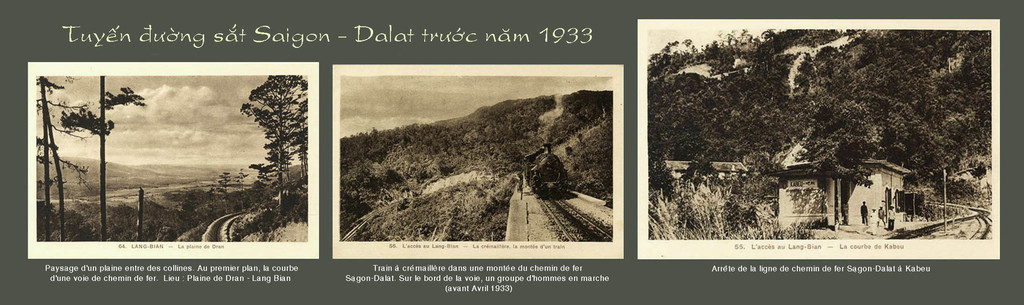 Tuyến đường sắt Saigon - Dalat trước năm 1933
64. LANG-BIAN — La plaine de Dran
Paysage d'un plaine entre des collines. Au premier plan, la courbe
d'une voie de chemin de fer. Lieu : Plaine de Dran - Lang Bian
56. L'accès au Lang-Bian — La crémaillère, la montée d'un train
Train à crémaillère dans une montée du chemin de fer
Sagon-Dalat. Sur le bord de la voie, un groupe d'hommes en marche
(avant Avril 1933)
55. L'accès au Lang-Bian — La courbe de Kabeu
Arrête de la ligne de chemin de fer Sagon-Dalat à Kabeu